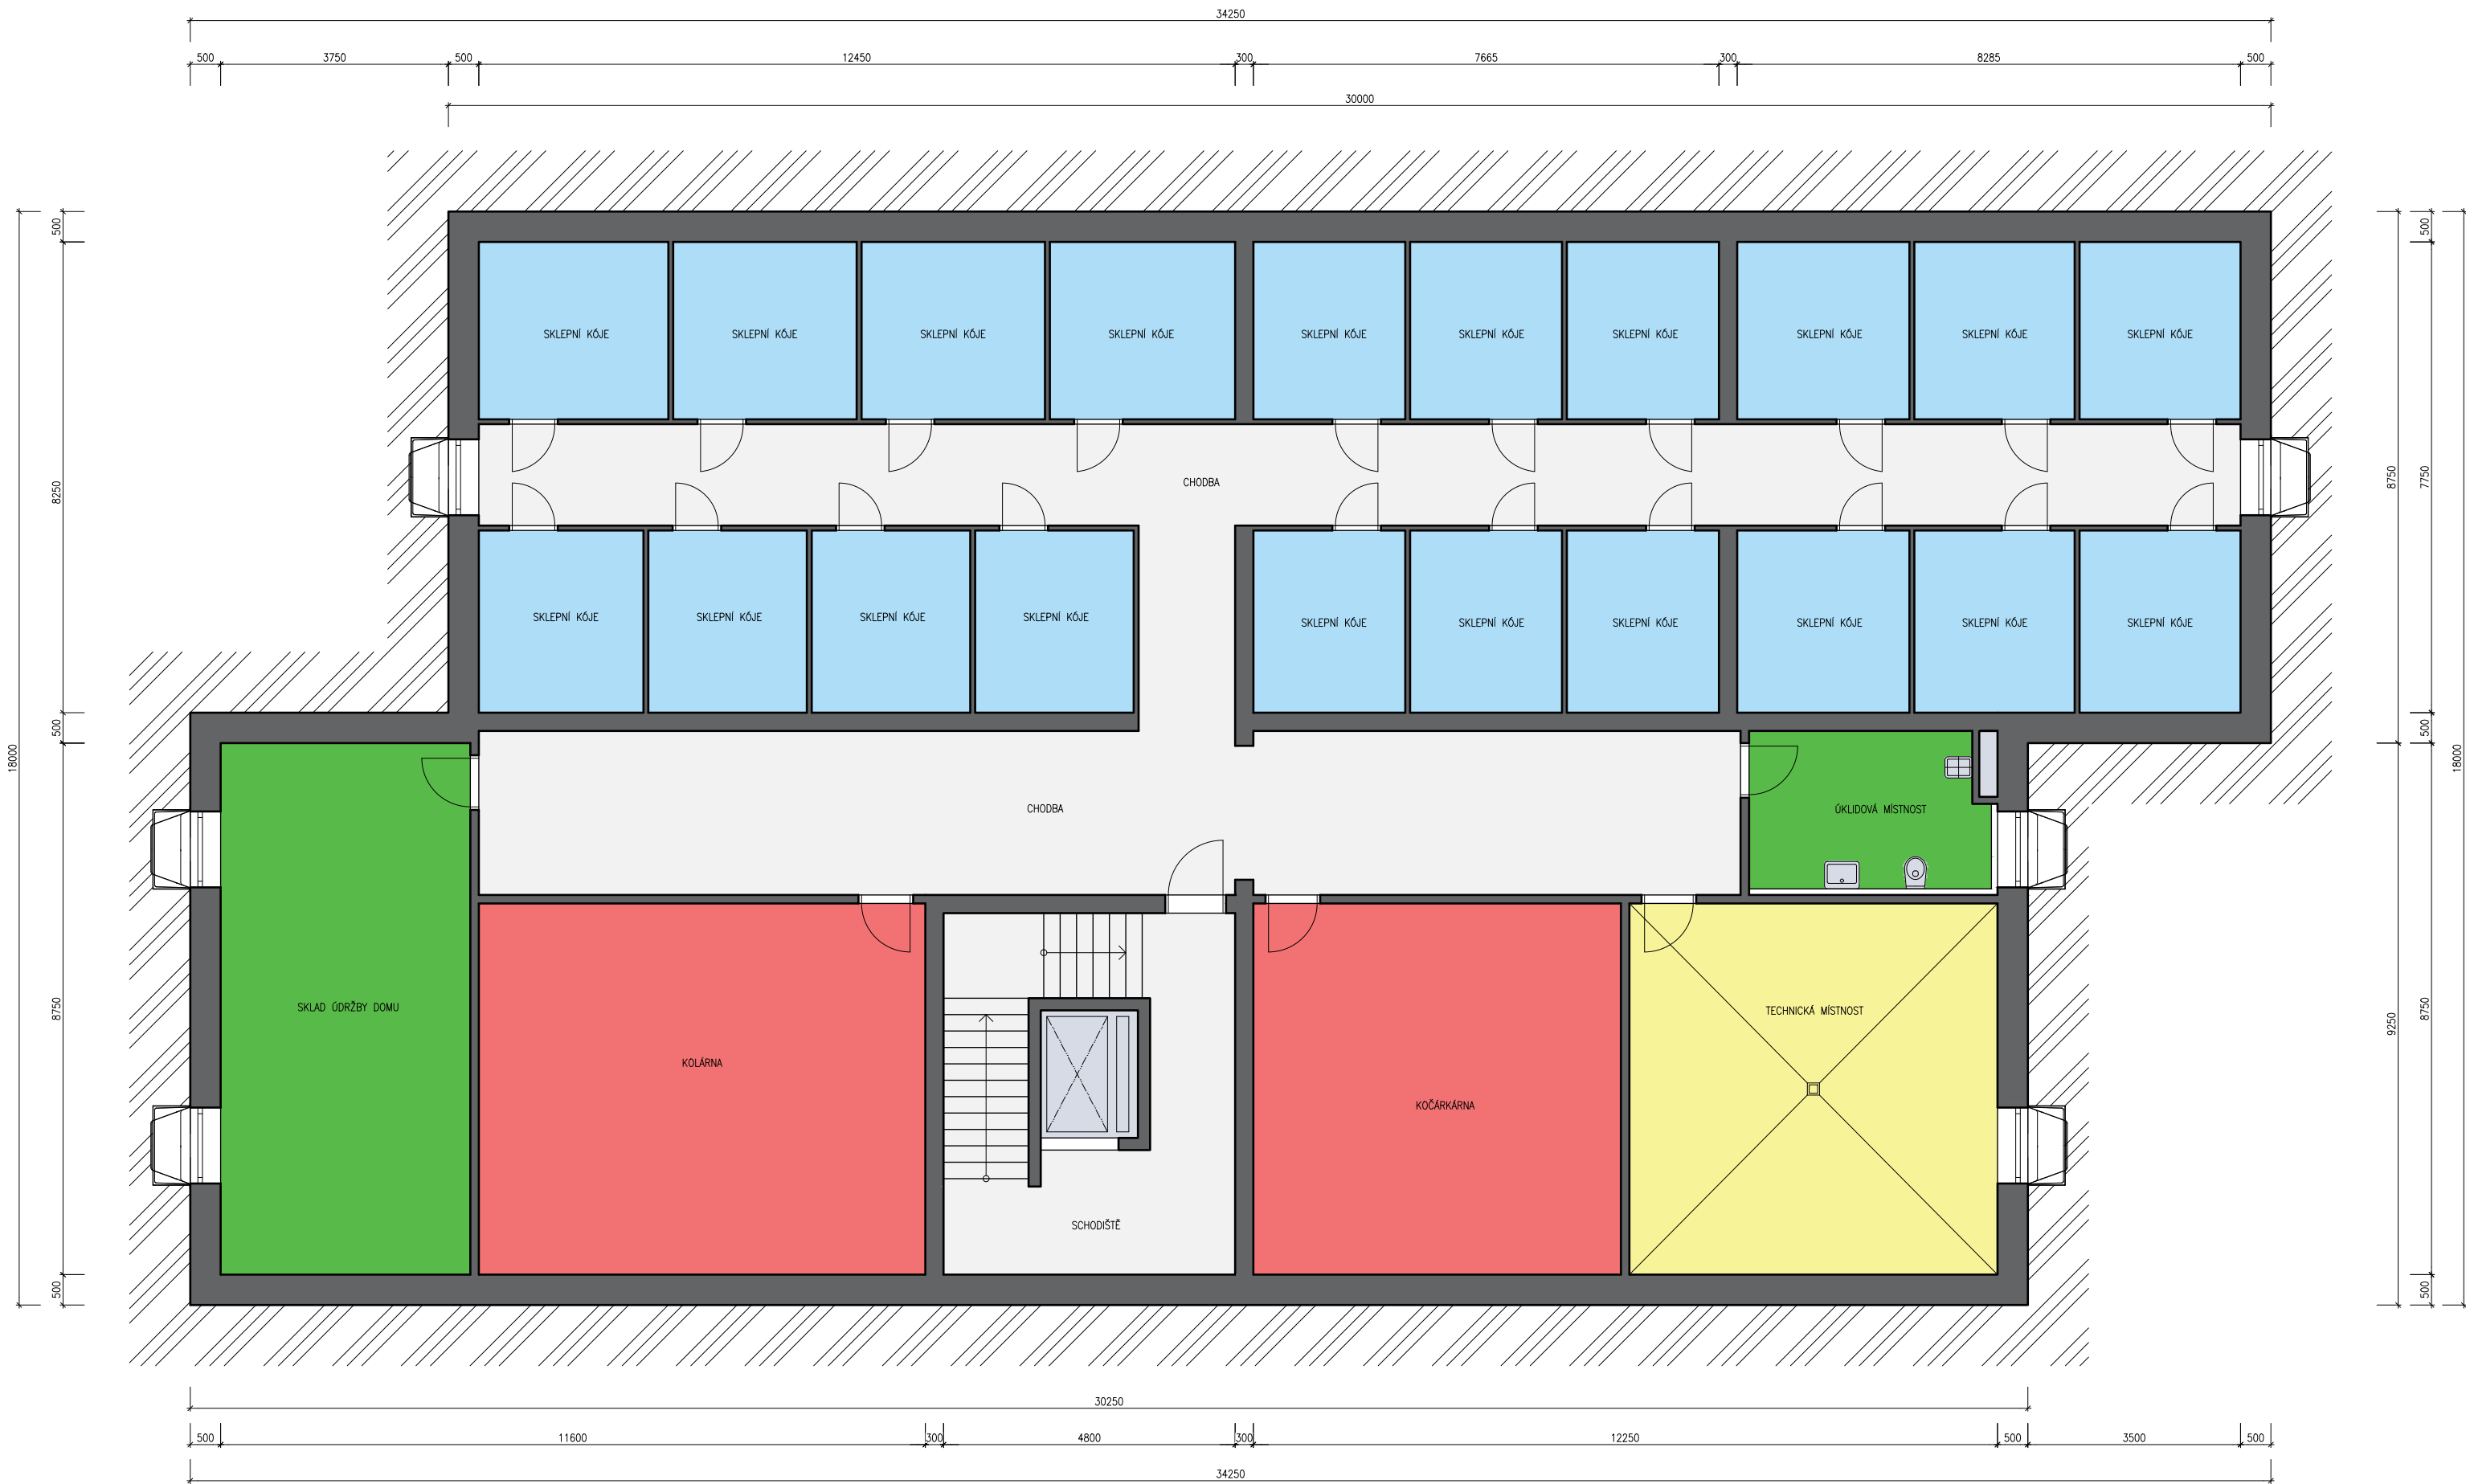 34250
500 3750 500 12450 300 7665 300 8285 500
30000
18000
500
8250
500
8750
500
500
7750
500
8750
500
8750
9250
18000
SKLEPNÍ KÓJE SKLEPNÍ KÓJE SKLEPNÍ KÓJE SKLEPNÍ KÓJE SKLEPNÍ KÓJE SKLEPNÍ KÓJE SKLEPNÍ KÓJE SKLEPNÍ KÓJE SKLEPNÍ KÓJE SKLEPNÍ KÓJE
CHODBA
SKLEPNÍ KÓJE SKLEPNÍ KÓJE SKLEPNÍ KÓJE SKLEPNÍ KÓJE SKLEPNÍ KÓJE SKLEPNÍ KÓJE SKLEPNÍ KÓJE SKLEPNÍ KÓJE SKLEPNÍ KÓJE SKLEPNÍ KÓJE
CHODBA
ÚKLIDOVÁ MÍSTNOST
SKLAD ÚDRŽBY DOMU
TECHNICKÁ MÍSTNOST
KOLÁRNA
KOČÁRKÁRNA
SCHODIŠTĚ
30250
500 11600 300 4800 300 12250 500 3500 500
34250